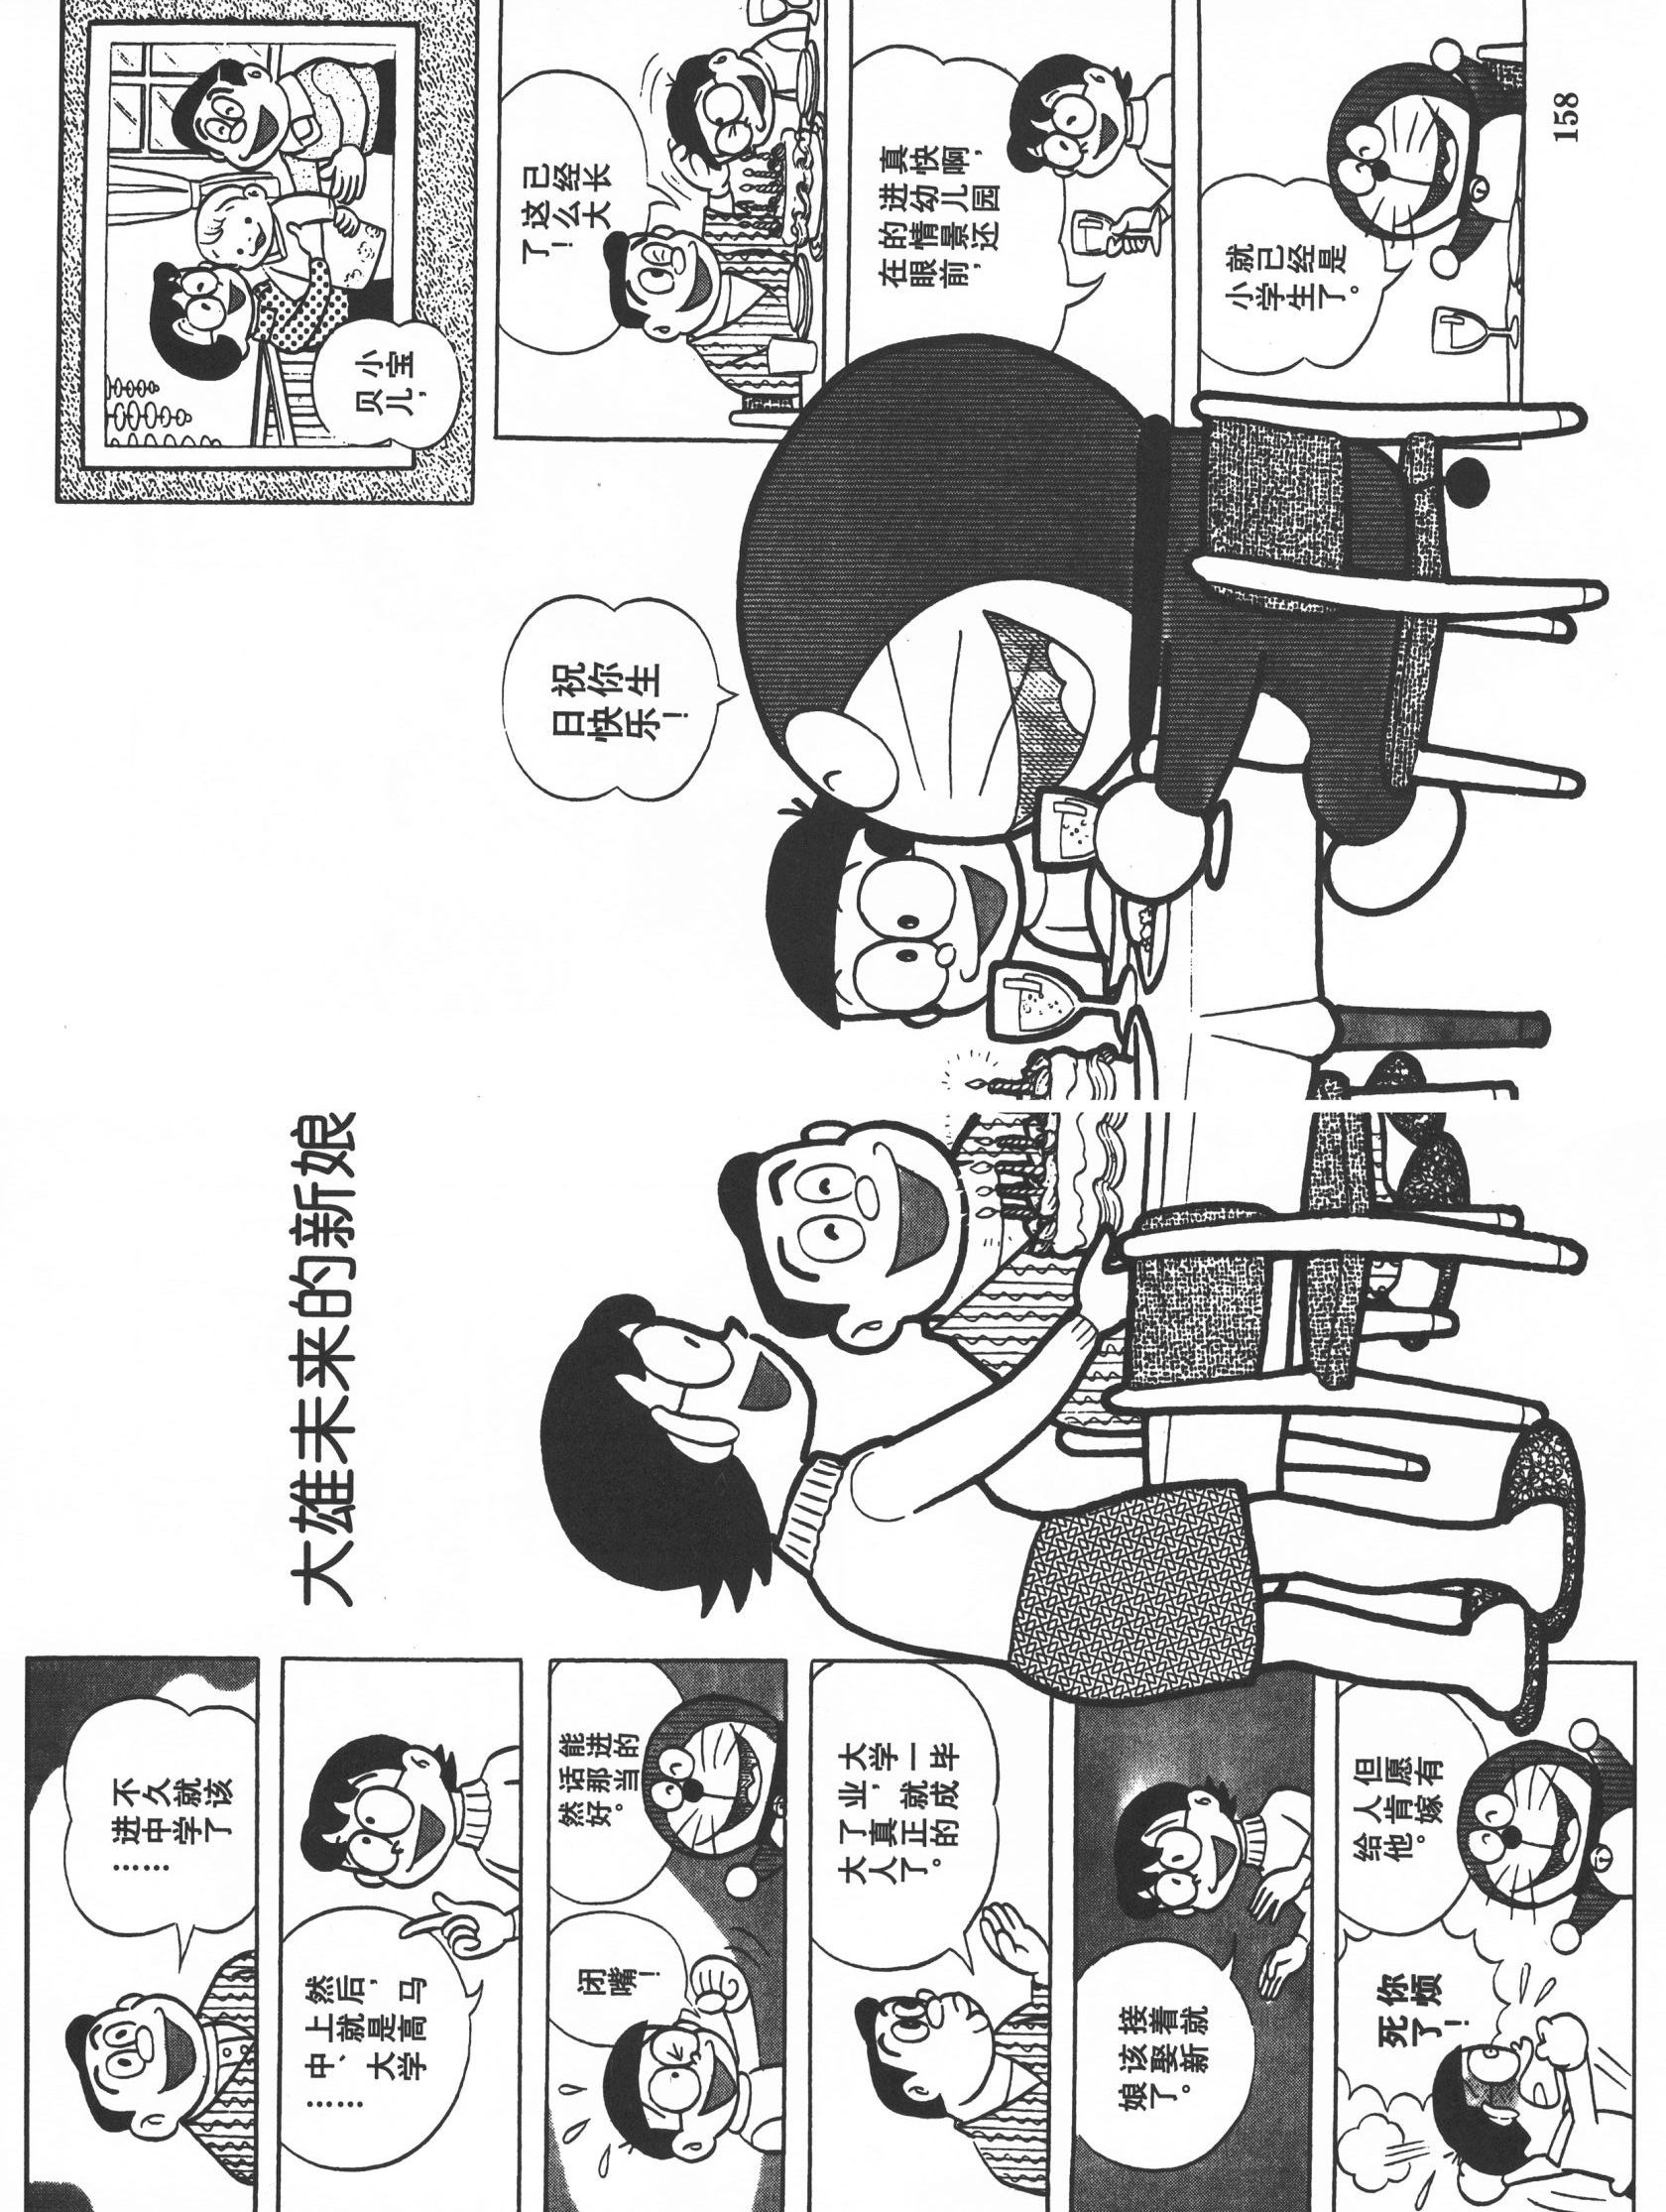 大雄未来的新娘
祝你生
日快乐！
小宝
贝儿，
已经长
这么大
了！
真快啊，
进幼儿园
的情景还
在眼前，
就已经是
小学生了。
158
不久就该
进中学了
……
然后，马
上就是高
中、大学
……
能进的
话那当
然好。
闭嘴！
大学一毕
业，就成
了真正的
大人了。
接着就
该娶新
娘了。
但愿有
人肯嫁
给他。
你烦
死了！